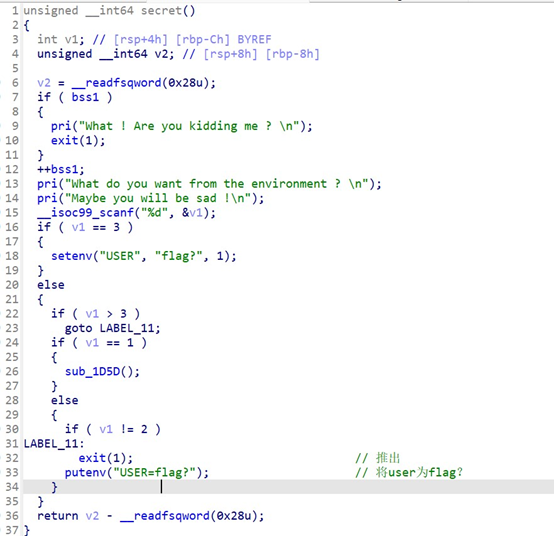 1 unsigned __int64 secret()
2 {
3 int v1; // [rsp+4h] [rbp-Ch] BYREF
4 unsigned __int64 v2; // [rsp+8h] [rbp-8h]
5
6 v2 = __readfsqword(0x28u);
7 if ( bss1 )
8 {
9 pri("What ! Are you kidding me ? \n");
10 exit(1);
11 }
12 ++bss1;
13 pri("What do you want from the environment ? \n");
14 pri("Maybe you will be sad !\n");
15 __isoc99_scanf("%d", &v1);
16 if ( v1 == 3 )
17 {
18 setenv("USER", "flag?", 1);
19 }
20 else
21 {
22 if ( v1 > 3 )
23 goto LABEL_11;
24 if ( v1 == 1 )
25 {
26 sub_1D5D();
27 }
28 else
29 {
30 if ( v1 != 2 )
31 LABEL_11:
32 exit(1); // 推出
33 putenv("USER=flag?"); // 将user为flag?
34 }
35 }
36 return v2 - __readfsqword(0x28u);
37 }